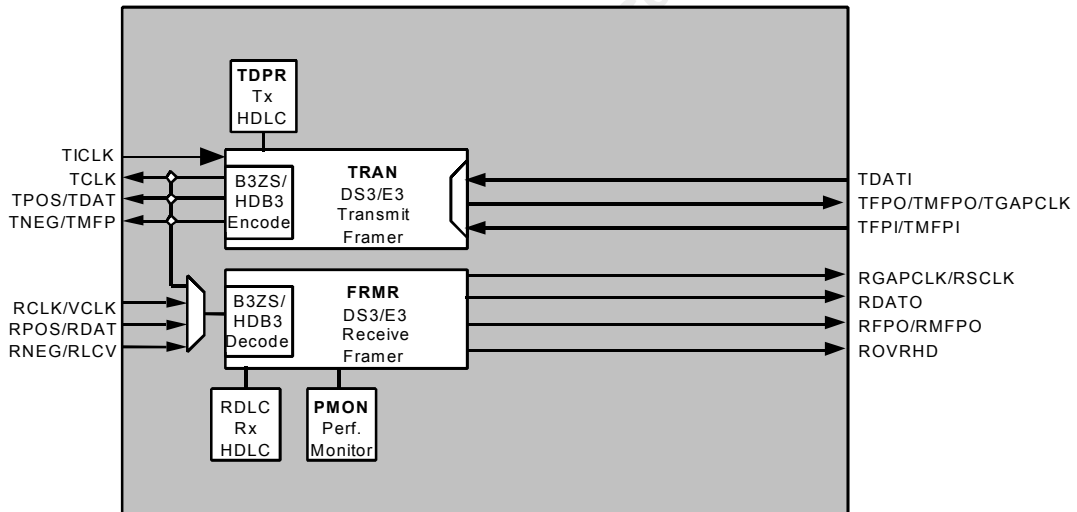 TDPR
Tx
HDLC
TICLK
TCLK
TPOS/TDAT
TNEG/TMFP
B3ZS/
HDB3
Encode
TRAN
DS3/E3
Transmit
Framer
TDATI
TFPO/TMFPO/TGAPCLK
TFPI/TMFPI
RCLK/VCLK
RPOS/RDAT
RNEG/RLCV
B3ZS/
HDB3
Decode
FRMR
DS3/E3
Receive
Framer
RGAPCLK/RSCLK
RDATO
RFPO/RMFPO
ROVRHD
RDLC
Rx
HDLC
PMON
Perf.
Monitor